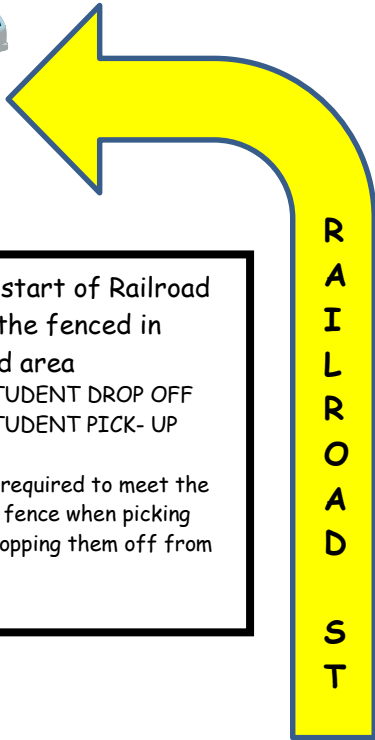 start of Railroad
the fenced in
d area
TUDENT DROP OFF
TUDENT PICK- UP
required to meet the
fence when picking
opping them off from
R
A
I
L
R
O
A
D
S
T